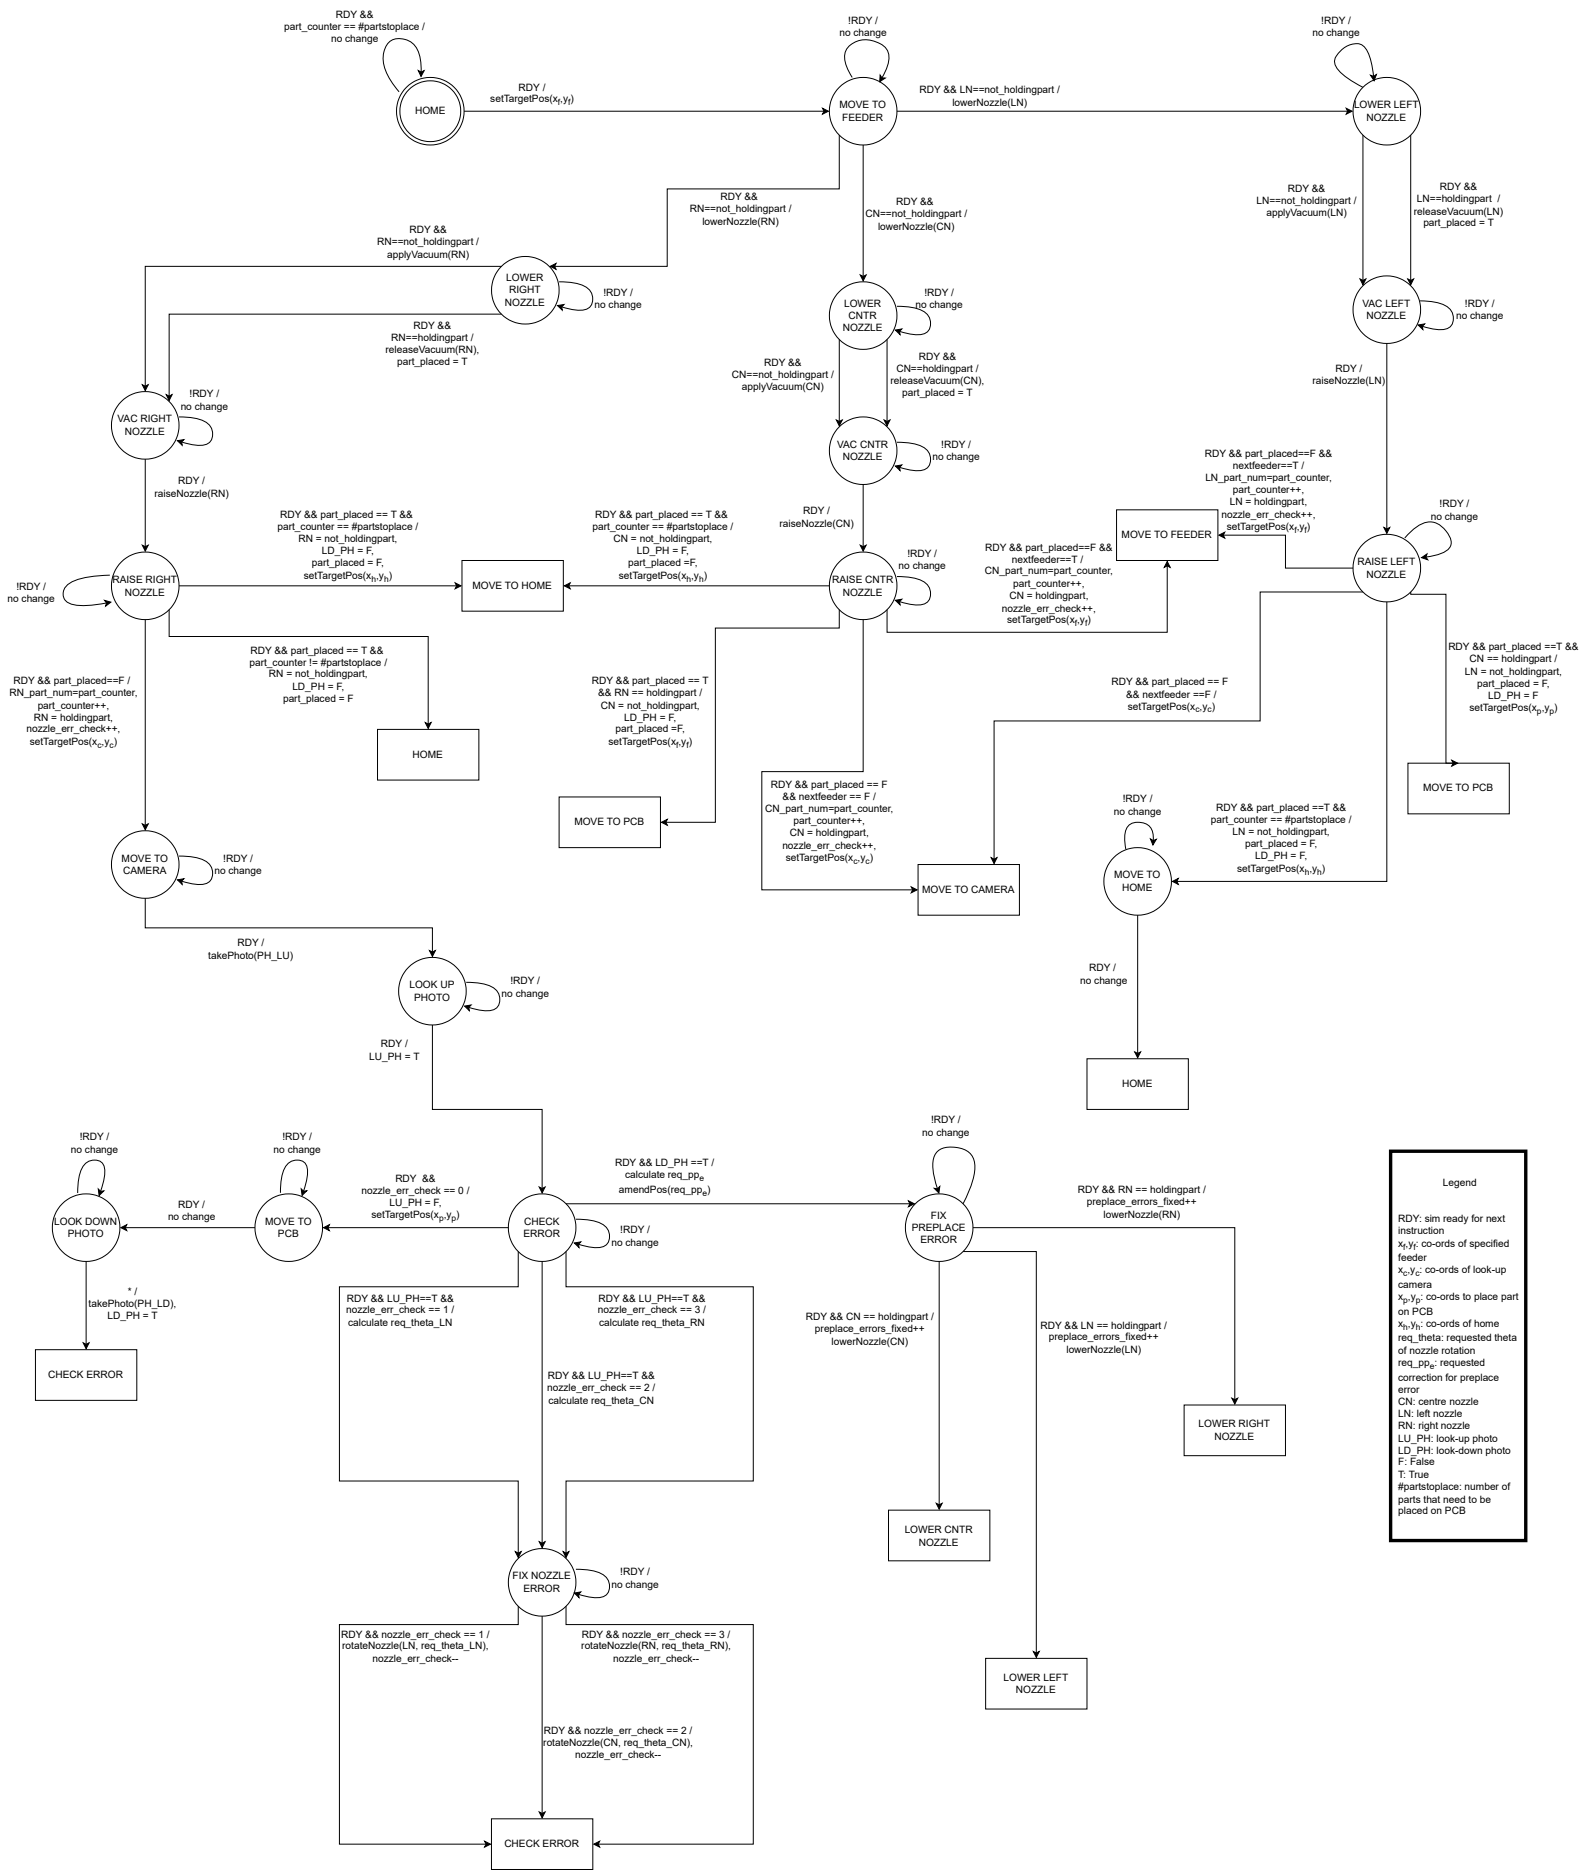 RDY &&
part_counter == #partstoplace /
no change
HOME
RDY /
setTargetPos(xf,yf)
!RDY /
no change
MOVE TO
FEEDER
RDY && LN==not_holdingpart /
lowerNozzle(LN)
!RDY /
no change
LOWER LEFT
NOZZLE
RDY &&
RN==not_holdingpart /
lowerNozzle(RN)
RDY &&
CN==not_holdingpart /
lowerNozzle(CN)
RDY &&
LN==not_holdingpart /
applyVacuum(LN)
RDY &&
LN==holdingpart /
releaseVacuum(LN)
part_placed = T
RDY &&
RN==not_holdingpart /
applyVacuum(RN)
LOWER
RIGHT
NOZZLE
!RDY /
no change
RDY &&
RN==holdingpart /
releaseVacuum(RN),
part_placed = T
LOWER
CNTR
NOZZLE
!RDY /
no change
VAC LEFT
NOZZLE
!RDY /
no change
RDY &&
CN==not_holdingpart /
applyVacuum(CN)
RDY &&
CN==holdingpart /
releaseVacuum(CN),
part_placed = T
RDY /
raiseNozzle(LN)
VAC RIGHT
NOZZLE
!RDY /
no change
VAC CNTR
NOZZLE
!RDY /
no change
RDY /
raiseNozzle(RN)
RDY /
raiseNozzle(CN)
RDY && part_placed==F &&
nextfeeder==T /
LN_part_num=part_counter,
part_counter++,
LN = holdingpart,
nozzle_err_check++,
setTargetPos(xf,yf)
!RDY /
no change
RAISE LEFT
NOZZLE
MOVE TO FEEDER
RDY && part_placed == T &&
part_counter == #partstoplace /
RN = not_holdingpart,
LD_PH = F,
part_placed = F,
setTargetPos(xh,yh)
RDY && part_placed == T &&
part_counter == #partstoplace /
CN = not_holdingpart,
LD_PH = F,
part_placed =F,
setTargetPos(xh,yh)
RDY && part_placed==F &&
nextfeeder==T /
CN_part_num=part_counter,
part_counter++,
CN = holdingpart,
nozzle_err_check++,
setTargetPos(xf,yf)
!RDY /
no change
RAISE RIGHT
NOZZLE
MOVE TO HOME
RAISE CNTR
NOZZLE
!RDY /
no change
RDY && part_placed==F /
RN_part_num=part_counter,
part_counter++,
RN = holdingpart,
nozzle_err_check++,
setTargetPos(xc,yc)
RDY && part_placed == T &&
part_counter != #partstoplace /
RN = not_holdingpart,
LD_PH = F,
part_placed = F
HOME
RDY && part_placed == T
&& RN == holdingpart /
CN = not_holdingpart,
LD_PH = F,
part_placed =F,
setTargetPos(xf,yf)
MOVE TO PCB
RDY && part_placed == F
&& nextfeeder == F /
CN_part_num=part_counter,
part_counter++,
CN = holdingpart,
nozzle_err_check++,
setTargetPos(xc,yc)
MOVE TO CAMERA
RDY && part_placed == F
&& nextfeeder ==F /
setTargetPos(xc,yc)
RDY && part_placed ==T &&
CN == holdingpart /
LN = not_holdingpart,
part_placed = F,
LD_PH = F
setTargetPos(xp,yp)
MOVE TO PCB
RDY && part_placed ==T &&
part_counter == #partstoplace /
LN = not_holdingpart,
part_placed = F,
LD_PH = F,
setTargetPos(xh,yh)
!RDY /
no change
MOVE TO
HOME
RDY /
no change
HOME
MOVE TO
CAMERA
!RDY /
no change
RDY /
takePhoto(PH_LU)
LOOK UP
PHOTO
!RDY /
no change
RDY /
LU_PH = T
!RDY /
no change
LOOK DOWN
PHOTO
RDY /
no change
!RDY /
no change
MOVE TO
PCB
RDY &&
nozzle_err_check == 0 /
LU_PH = F,
setTargetPos(xp,yp)
CHECK
ERROR
!RDY /
no change
RDY && LD_PH ==T /
calculate req_ppe
amendPos(req_ppe)
!RDY /
no change
FIX
PREPLACE
ERROR
RDY && RN == holdingpart /
preplace_errors_fixed++
lowerNozzle(RN)
* /
takePhoto(PH_LD),
LD_PH = T
CHECK ERROR
RDY && LU_PH==T &&
nozzle_err_check == 1 /
calculate req_theta_LN
RDY && LU_PH==T &&
nozzle_err_check == 3 /
calculate req_theta_RN
RDY && LU_PH==T &&
nozzle_err_check == 2 /
calculate req_theta_CN
RDY && CN == holdingpart /
preplace_errors_fixed++
lowerNozzle(CN)
RDY && LN == holdingpart /
preplace_errors_fixed++
lowerNozzle(LN)
LOWER RIGHT
NOZZLE
LOWER CNTR
NOZZLE
LOWER LEFT
NOZZLE
FIX NOZZLE
ERROR
!RDY /
no change
RDY && nozzle_err_check == 1 /
rotateNozzle(LN, req_theta_LN),
nozzle_err_check--
RDY && nozzle_err_check == 3 /
rotateNozzle(RN, req_theta_RN),
nozzle_err_check--
RDY && nozzle_err_check == 2 /
rotateNozzle(CN, req_theta_CN),
nozzle_err_check--
CHECK ERROR
Legend
RDY: sim ready for next
instruction
xf,yf: co-ords of specified
feeder
xc,yc: co-ords of look-up
camera
xp,yp: co-ords to place part
on PCB
xh,yh: co-ords of home
req_theta: requested theta
of nozzle rotation
req_ppe: requested
correction for preplace
error
CN: centre nozzle
LN: left nozzle
RN: right nozzle
LU_PH: look-up photo
LD_PH: look-down photo
F: False
T: True
#partstoplace: number of
parts that need to be
placed on PCB